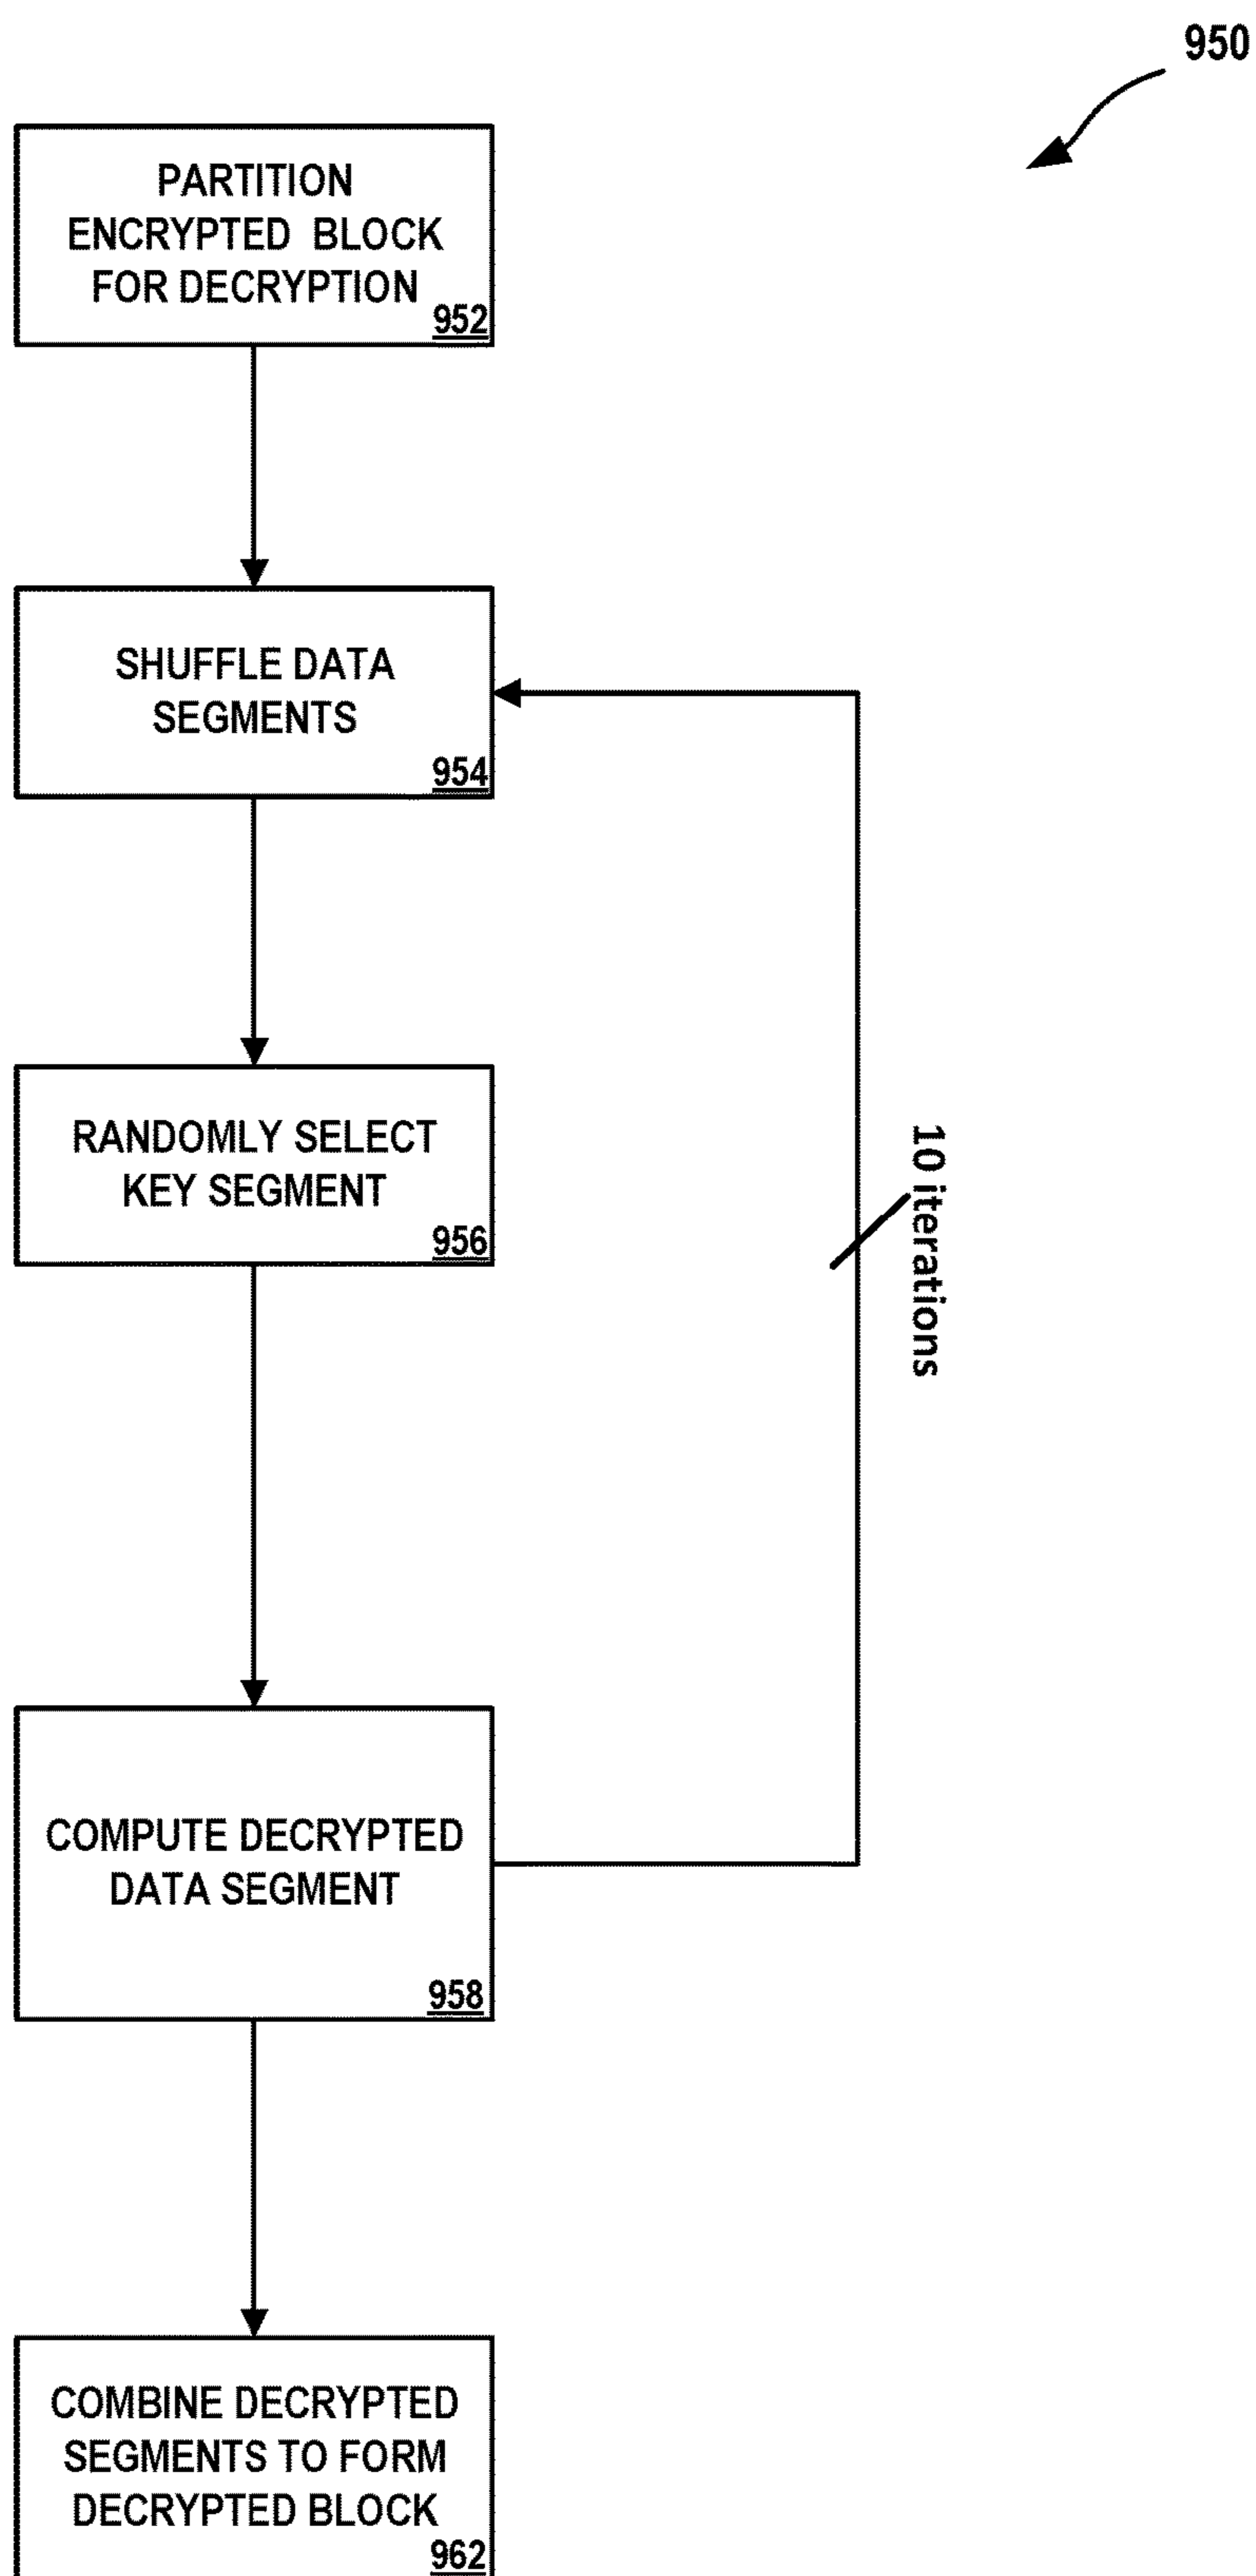 950
PARTITION
ENCRYPTED BLOCK
FOR DECRYPTION
952
SHUFFLE DATA
SEGMENTS
954
RANDOMLY SELECT
KEY SEGMENT
956
10 iterations
COMPUTE DECRYPTED
DATA SEGMENT
958
COMBINE DECRYPTED
SEGMENTS TO FORM
DECRYPTED BLOCK
962